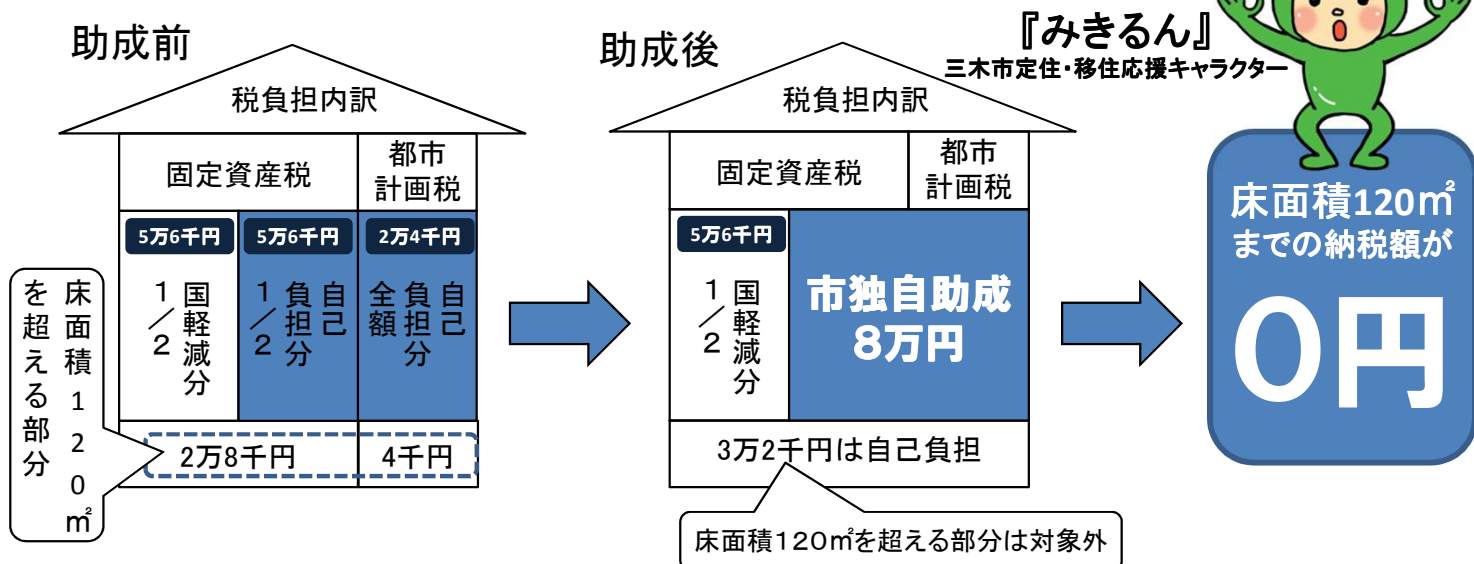 助成前
税負担内訳
固定資産税
都市
計画税
5万6千円
5万6千円
2万4千円
国軽減分
1/2
自己
負担分
1/2
自己
負担分
全額
床面積120㎡
を超える部分
2万8千円
4千円
助成後
税負担内訳
固定資産税
都市
計画税
5万6千円
国軽減分
1/2
市独自助成
8万円
3万2千円は自己負担
床面積120㎡を超える部分は対象外
『みきるん』
三木市定住・移住応援キャラクター
床面積120㎡
までの納税額が
0円